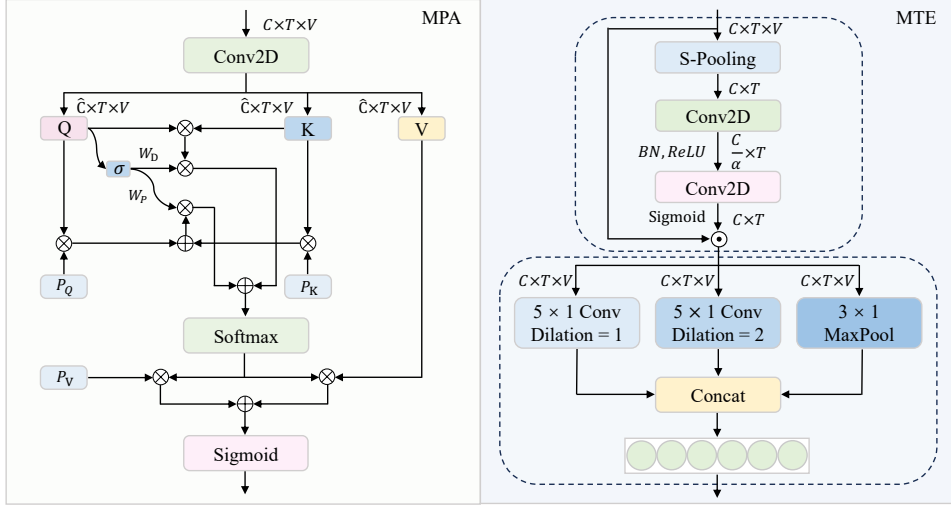 MPA
C×T×V
Conv2D
Ĉ×T×V
Ĉ×T×V
Ĉ×T×V
Q
K
V
σ
W_D
W_P
P_Q
P_K
Softmax
P_V
Sigmoid
MTE
C×T×V
S-Pooling
C×T
Conv2D
BN, ReLU
C/α ×T
Conv2D
Sigmoid
C×T
C×T×V
C×T×V
C×T×V
5 × 1 Conv
Dilation = 1
5 × 1 Conv
Dilation = 2
3 × 1
MaxPool
Concat